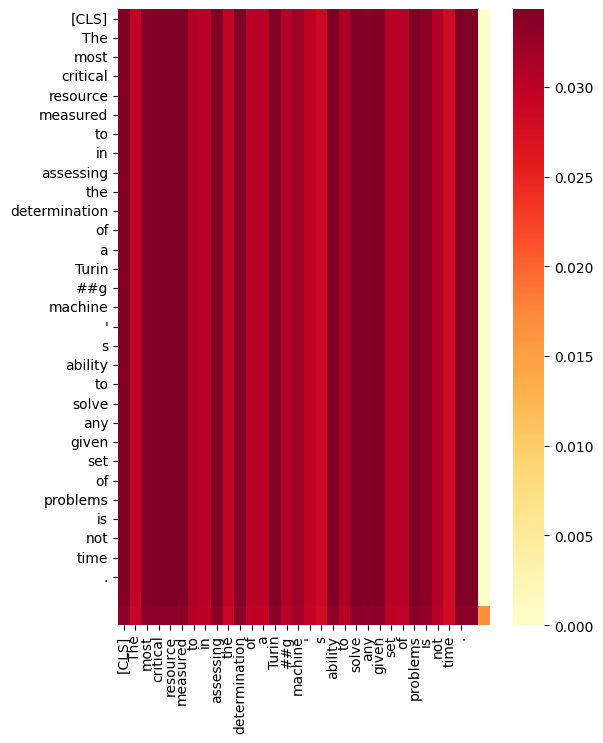 [CLS]
The
most
critical
resource
measured
to
in
assessing
the
determination
of
a
Turin
##g
machine
'
s
ability
to
solve
any
given
set
of
problems
is
not
time
.
[CLS]
The
most
critical
resource
measured
to
in
assessing
the
determination
of
a
Turin
##g
machine
'
s
ability
to
solve
any
given
set
of
problems
is
not
time
.
0.030
0.025
0.020
0.015
0.010
0.005
0.000